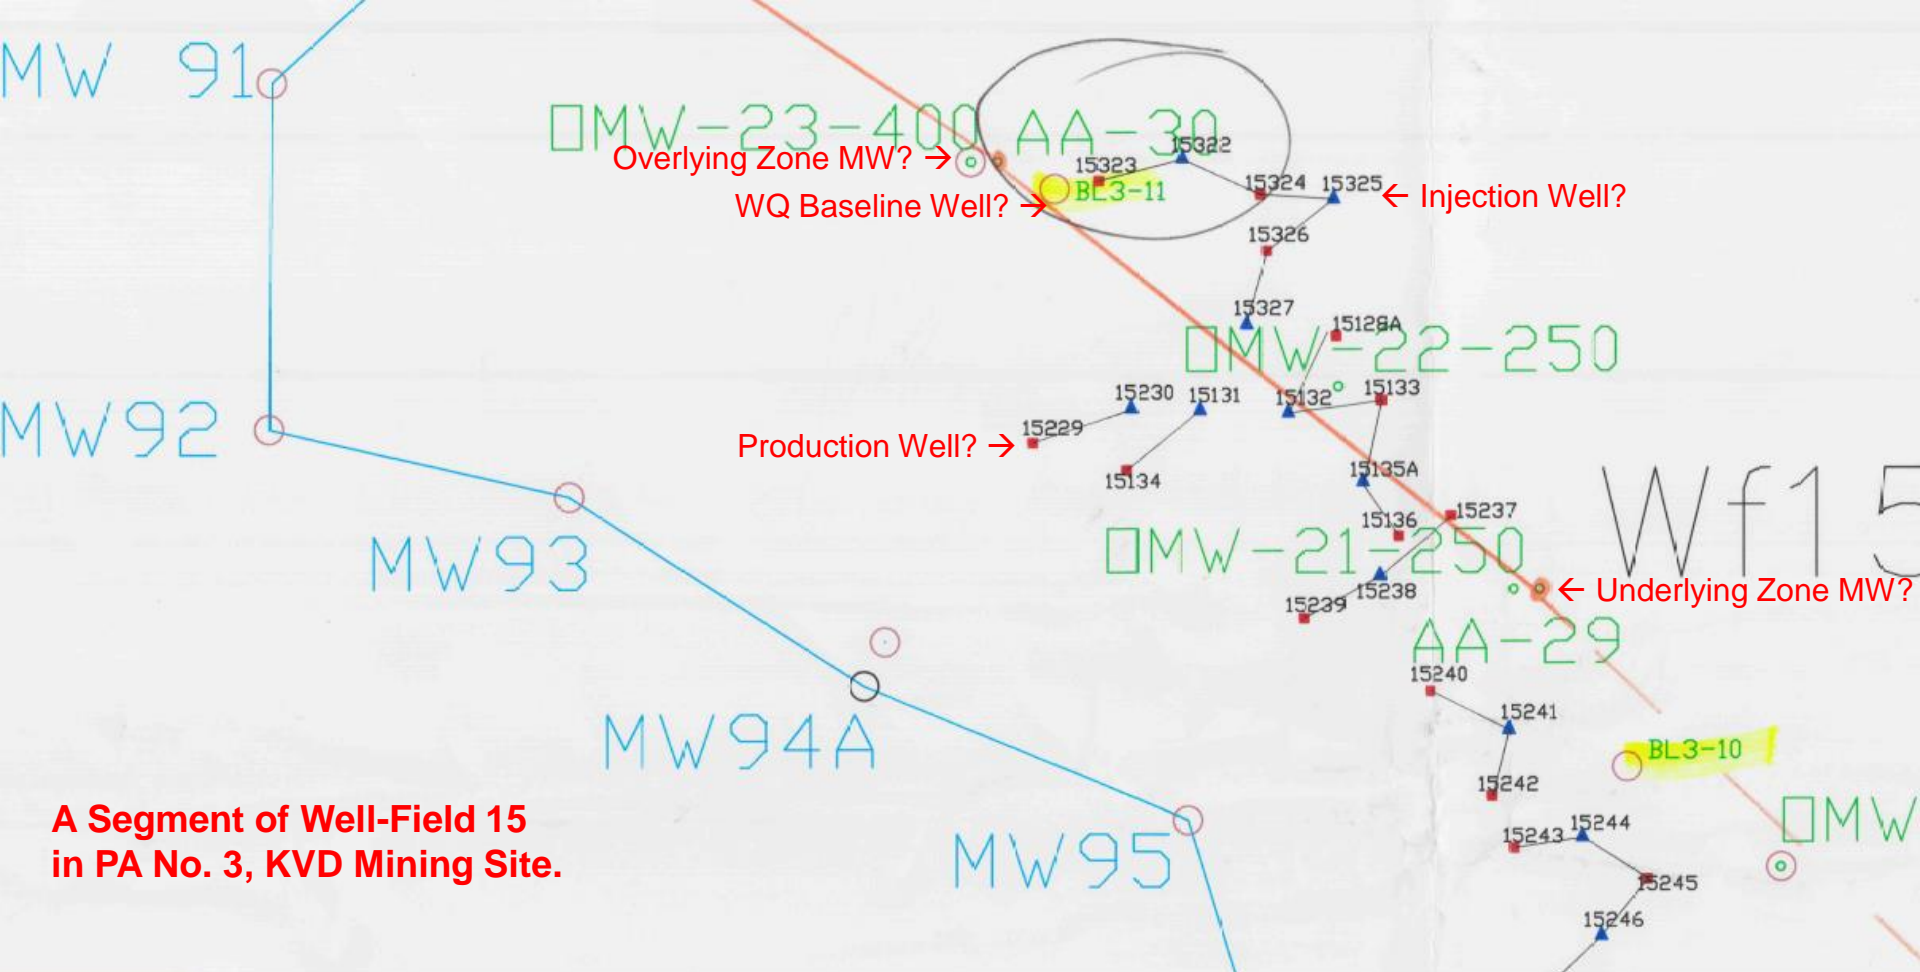 MW 91
OMW-23-400
AA-30
Overlying Zone MW? →
15323
15322
15324
15325
← Injection Well?
WQ Baseline Well? →
BL3-11
15326
15327
15128A
OMW-22-250
15230
15131
15132
15133
MW92
15229
Production Well? →
15134
15135A
Wf15
15136
15237
MW93
OMW-21-250
15238
15239
← Underlying Zone MW?
AA-29
15240
15241
MW94A
BL3-10
15242
A Segment of Well-Field 15
in PA No. 3, KVD Mining Site.
MW95
15243
15244
OMW
15245
15246